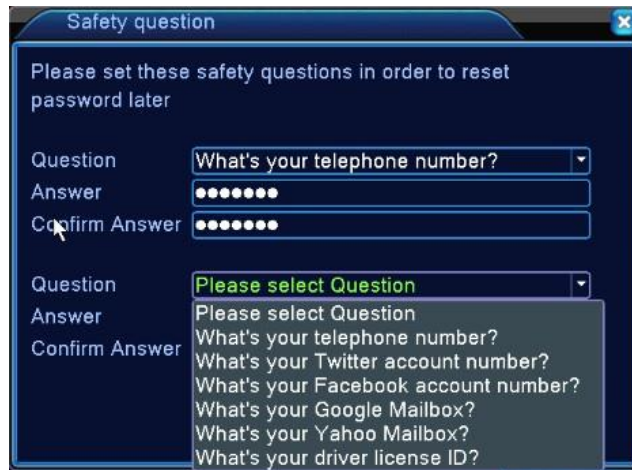 Safety question
Please set these safety questions in order to reset
password later
Question What's your telephone number?
Answer ●●●●●●●
Confirm Answer ●●●●●●●
Question Please select Question
Answer Please select Question
What's your telephone number?
Confirm Answer What's your Twitter account number?
What's your Facebook account number?
What's your Google Mailbox?
What's your Yahoo Mailbox?
What's your driver license ID?